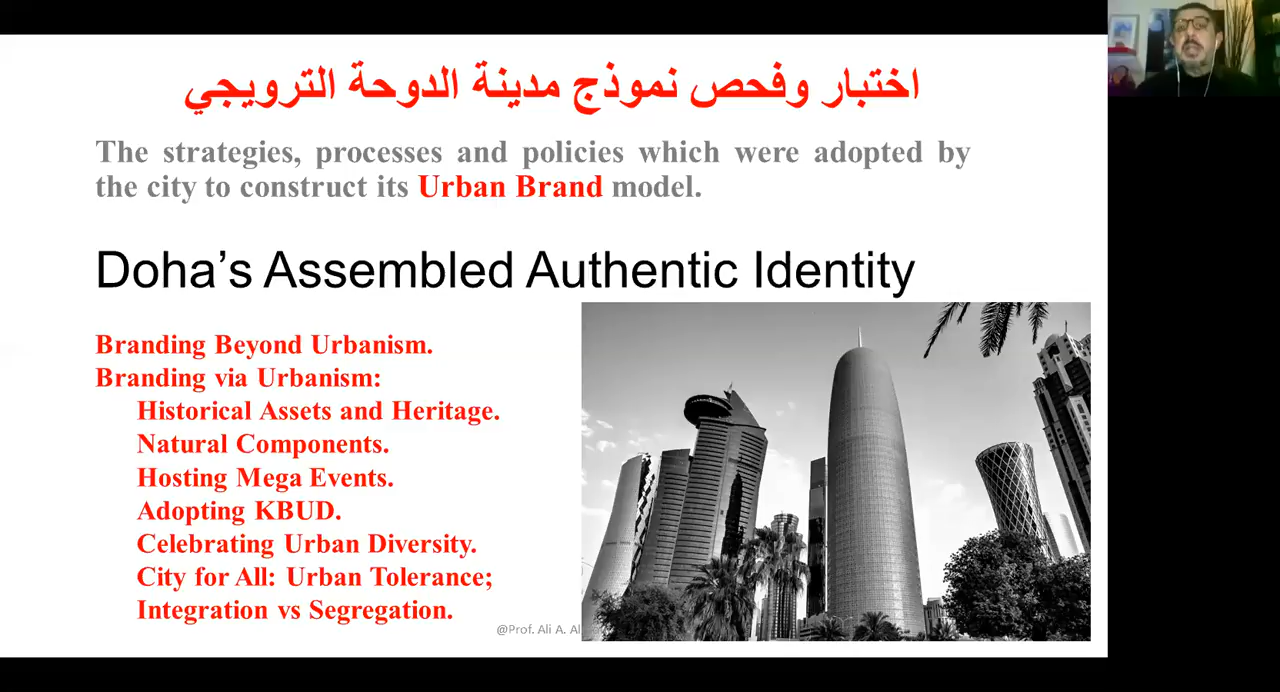 اختبار وفحص نموذج مدينة الدوحة الترويجي
The strategies, processes and policies which were adopted by
the city to construct its Urban Brand model.
Doha's Assembled Authentic Identity
Branding Beyond Urbanism.
Branding via Urbanism:
Historical Assets and Heritage.
Natural Components.
Hosting Mega Events.
Adopting KBUD.
Celebrating Urban Diversity.
City for All: Urban Tolerance;
Integration vs Segregation.
@Prof. Ali A.